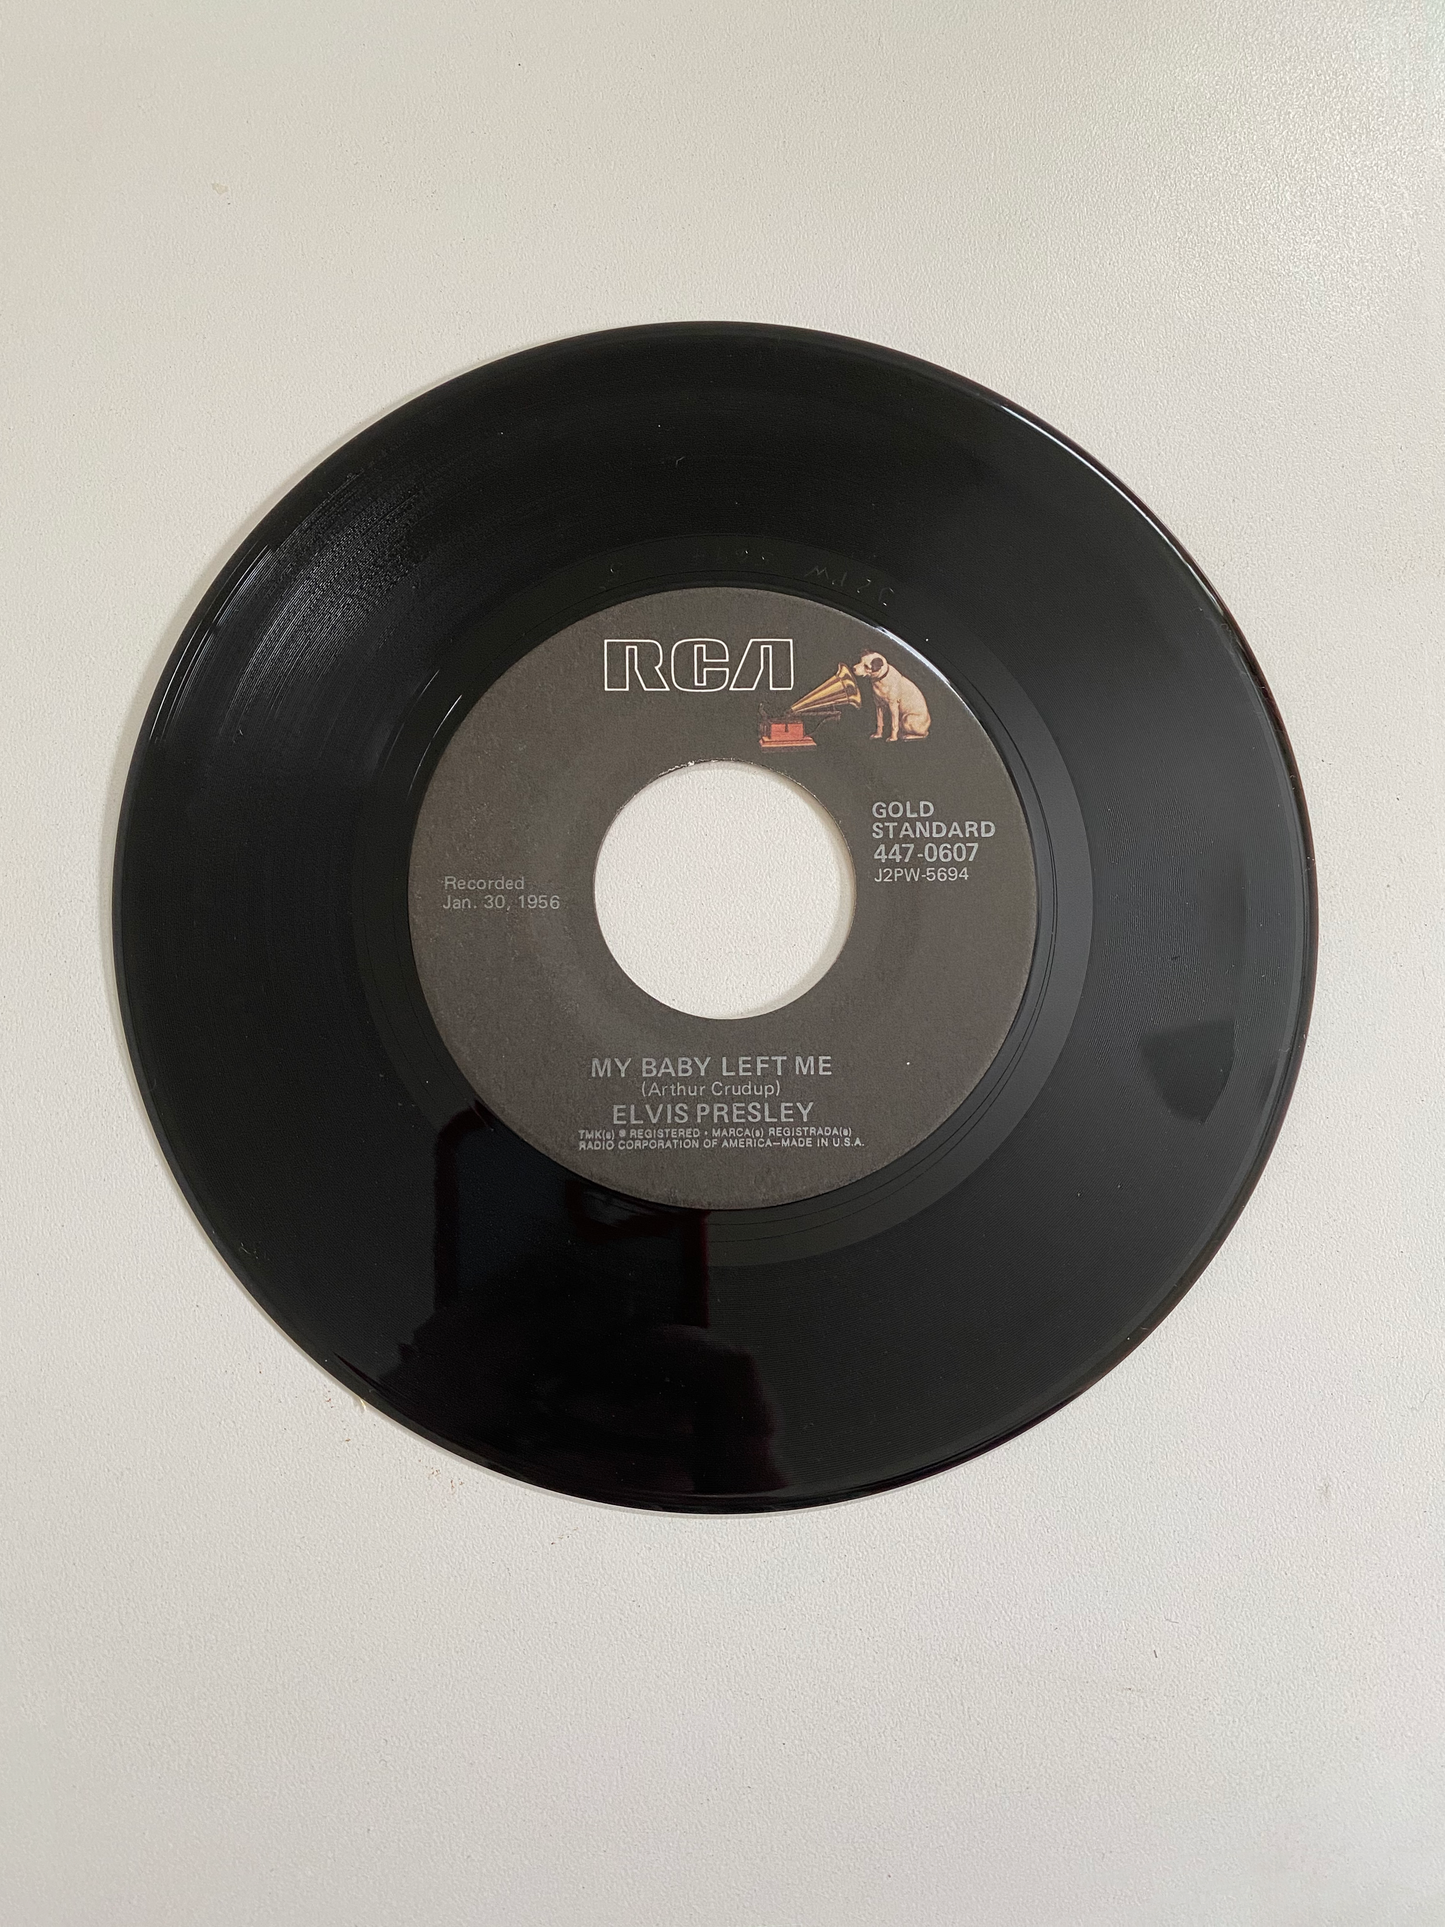 RCA
GOLD
STANDARD
447-0607
J2PW-5694
Recorded
Jan. 30, 1956
MY BABY LEFT ME
(Arthur Crudup)
ELVIS PRESLEY
TMK(s) ® REGISTERED • MARCA(s) REGISTRADA(s)
RADIO CORPORATION OF AMERICA—MADE IN U.S.A.